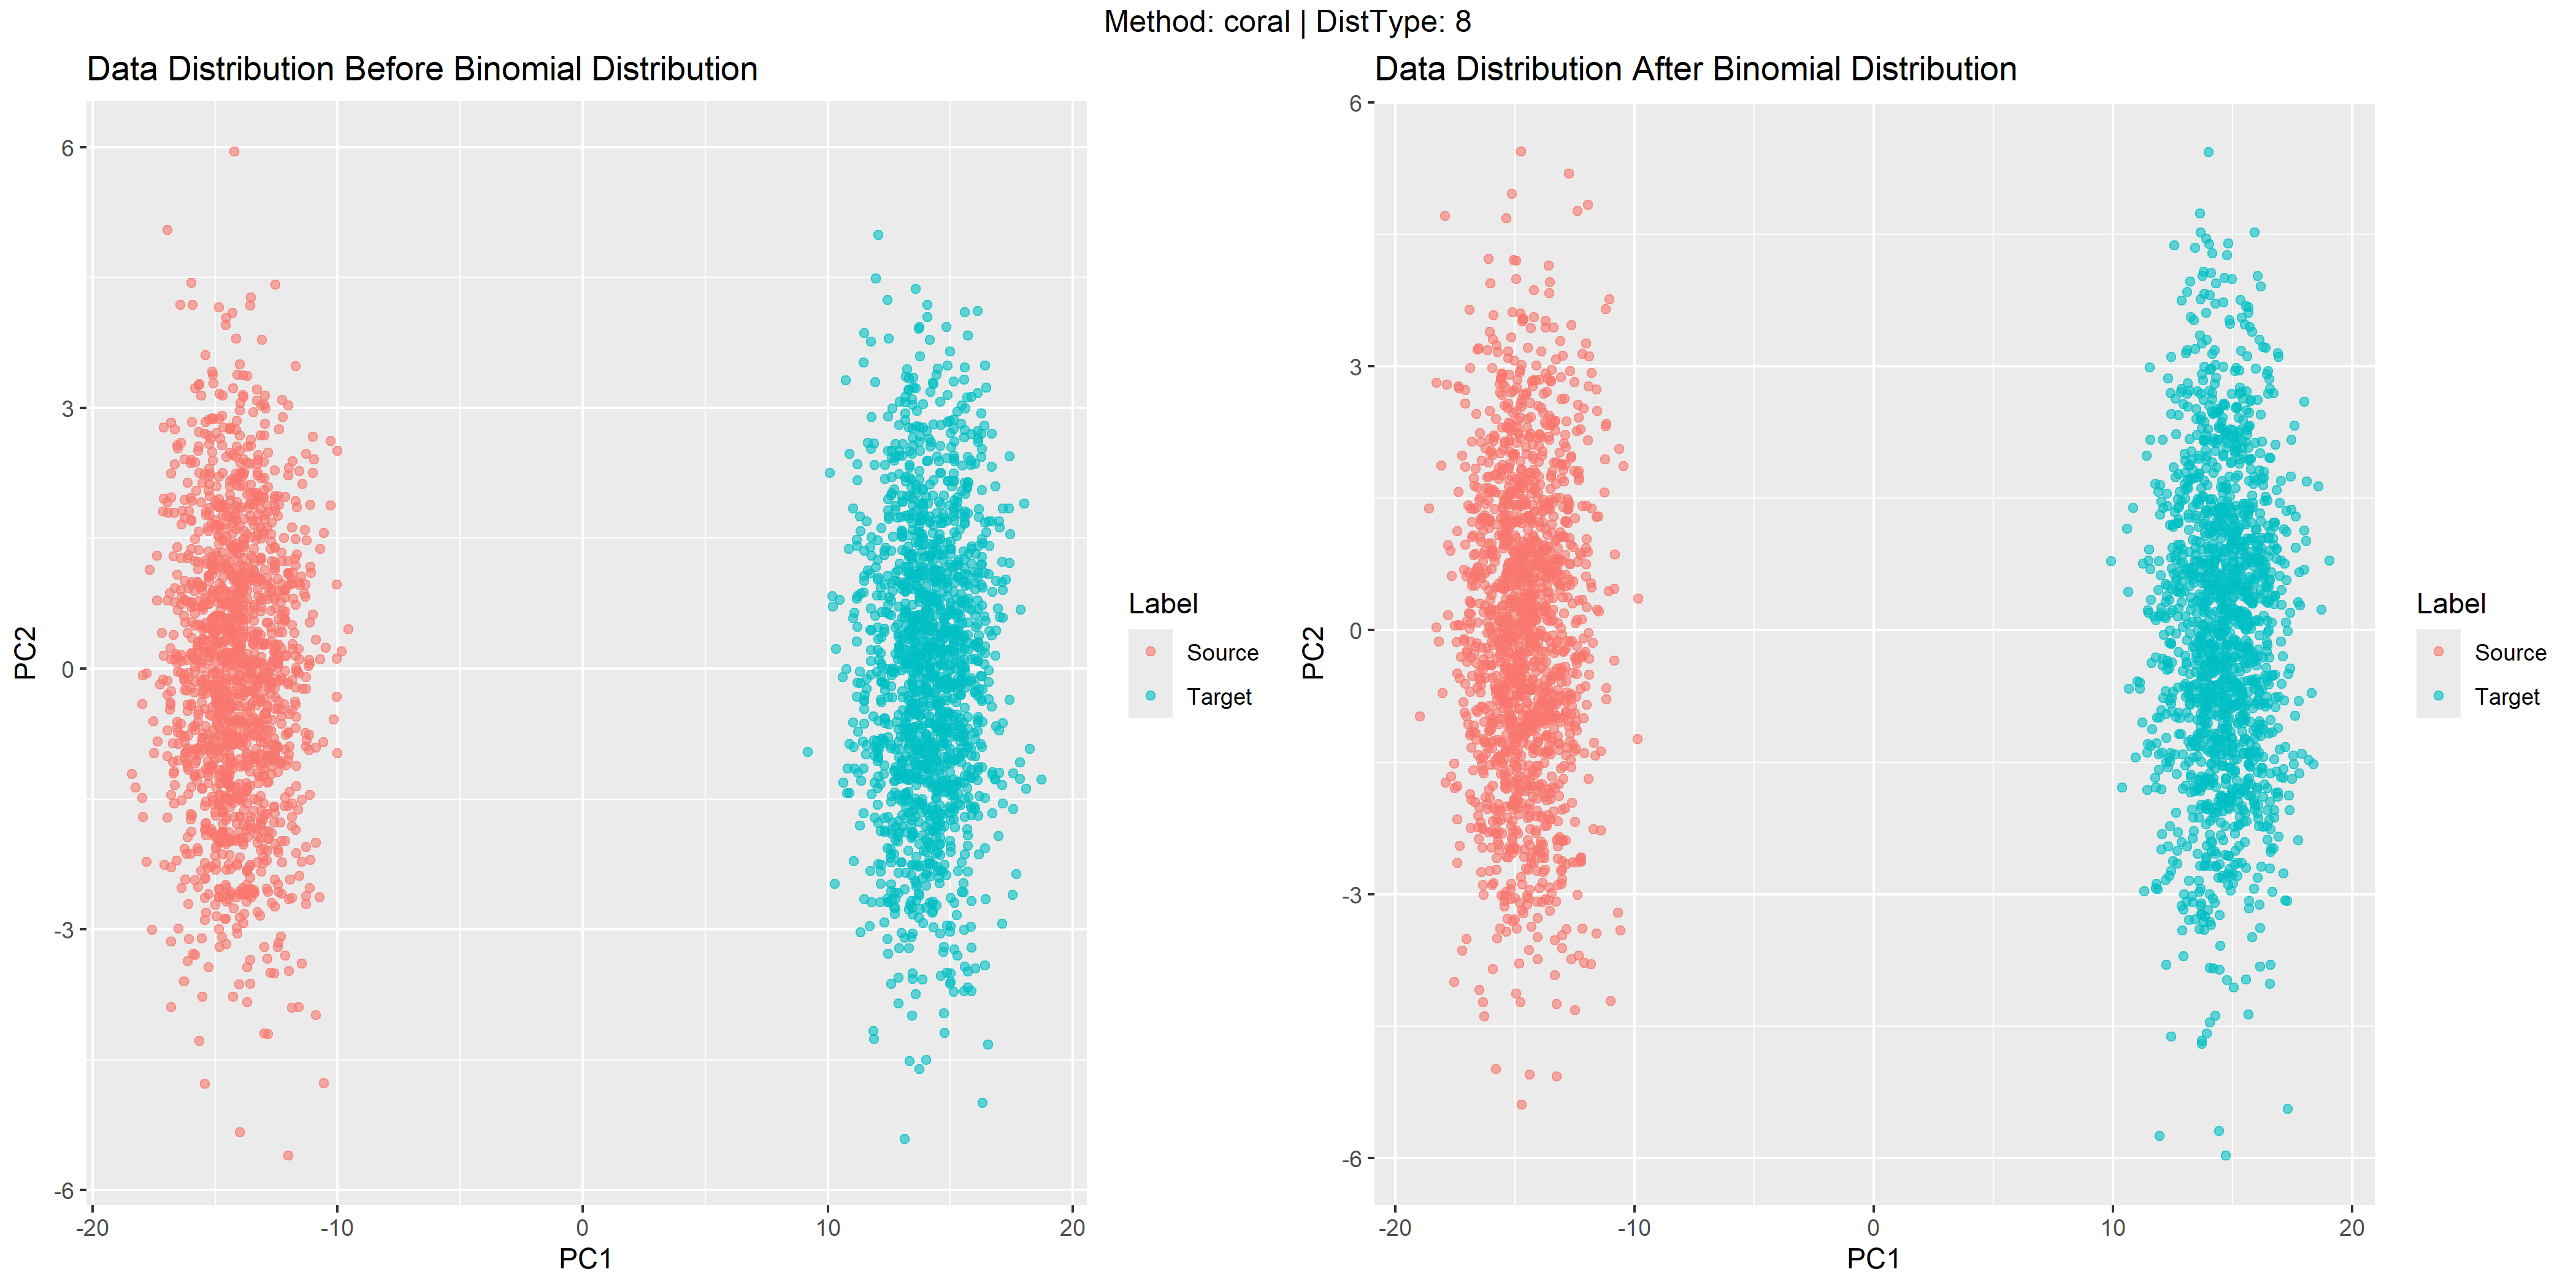 Method: coral | DistType: 8
Data Distribution Before Binomial Distribution
6
3
0
-3
-6
PC2
-20
-10
0
10
20
PC1
Label
Source
Target
Data Distribution After Binomial Distribution
6
3
0
-3
-6
PC2
-20
-10
0
10
20
PC1
Label
Source
Target